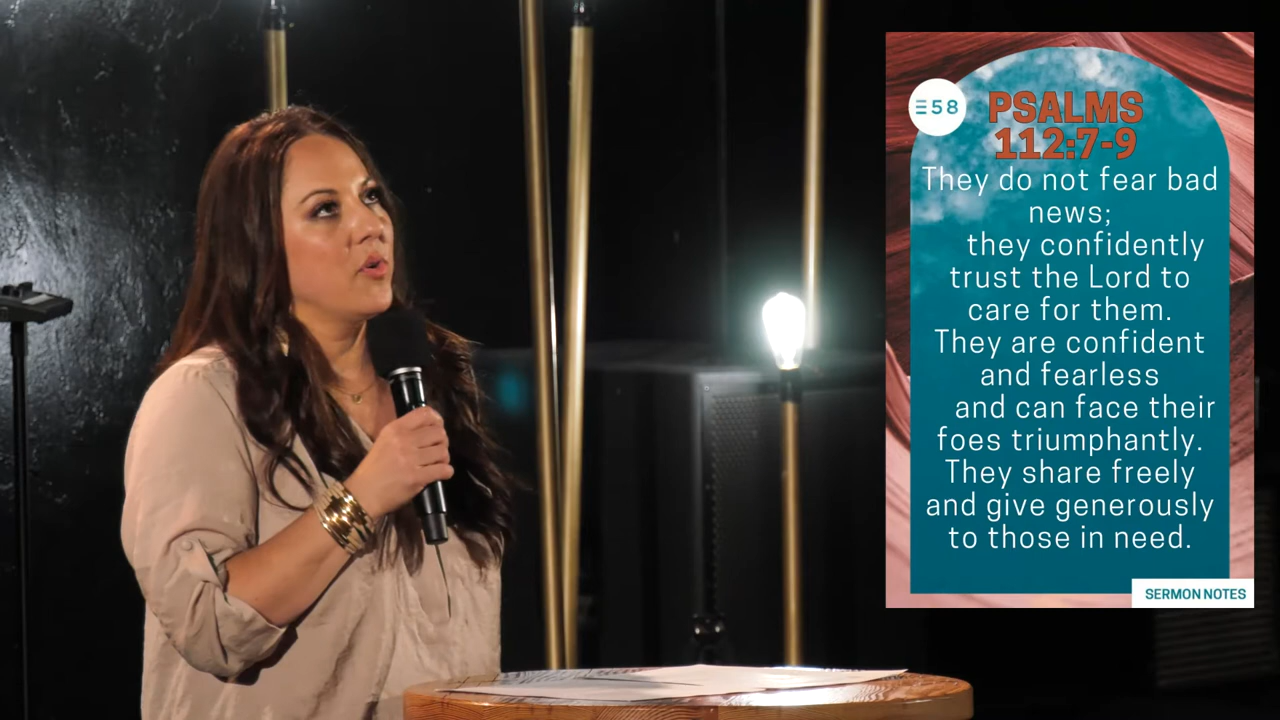 58
PSALMS
112:7-9
They do not fear bad
news;
they confidently
trust the Lord to
care for them.
They are confident
and fearless
and can face their
foes triumphantly.
They share freely
and give generously
to those in need.
SERMON NOTES